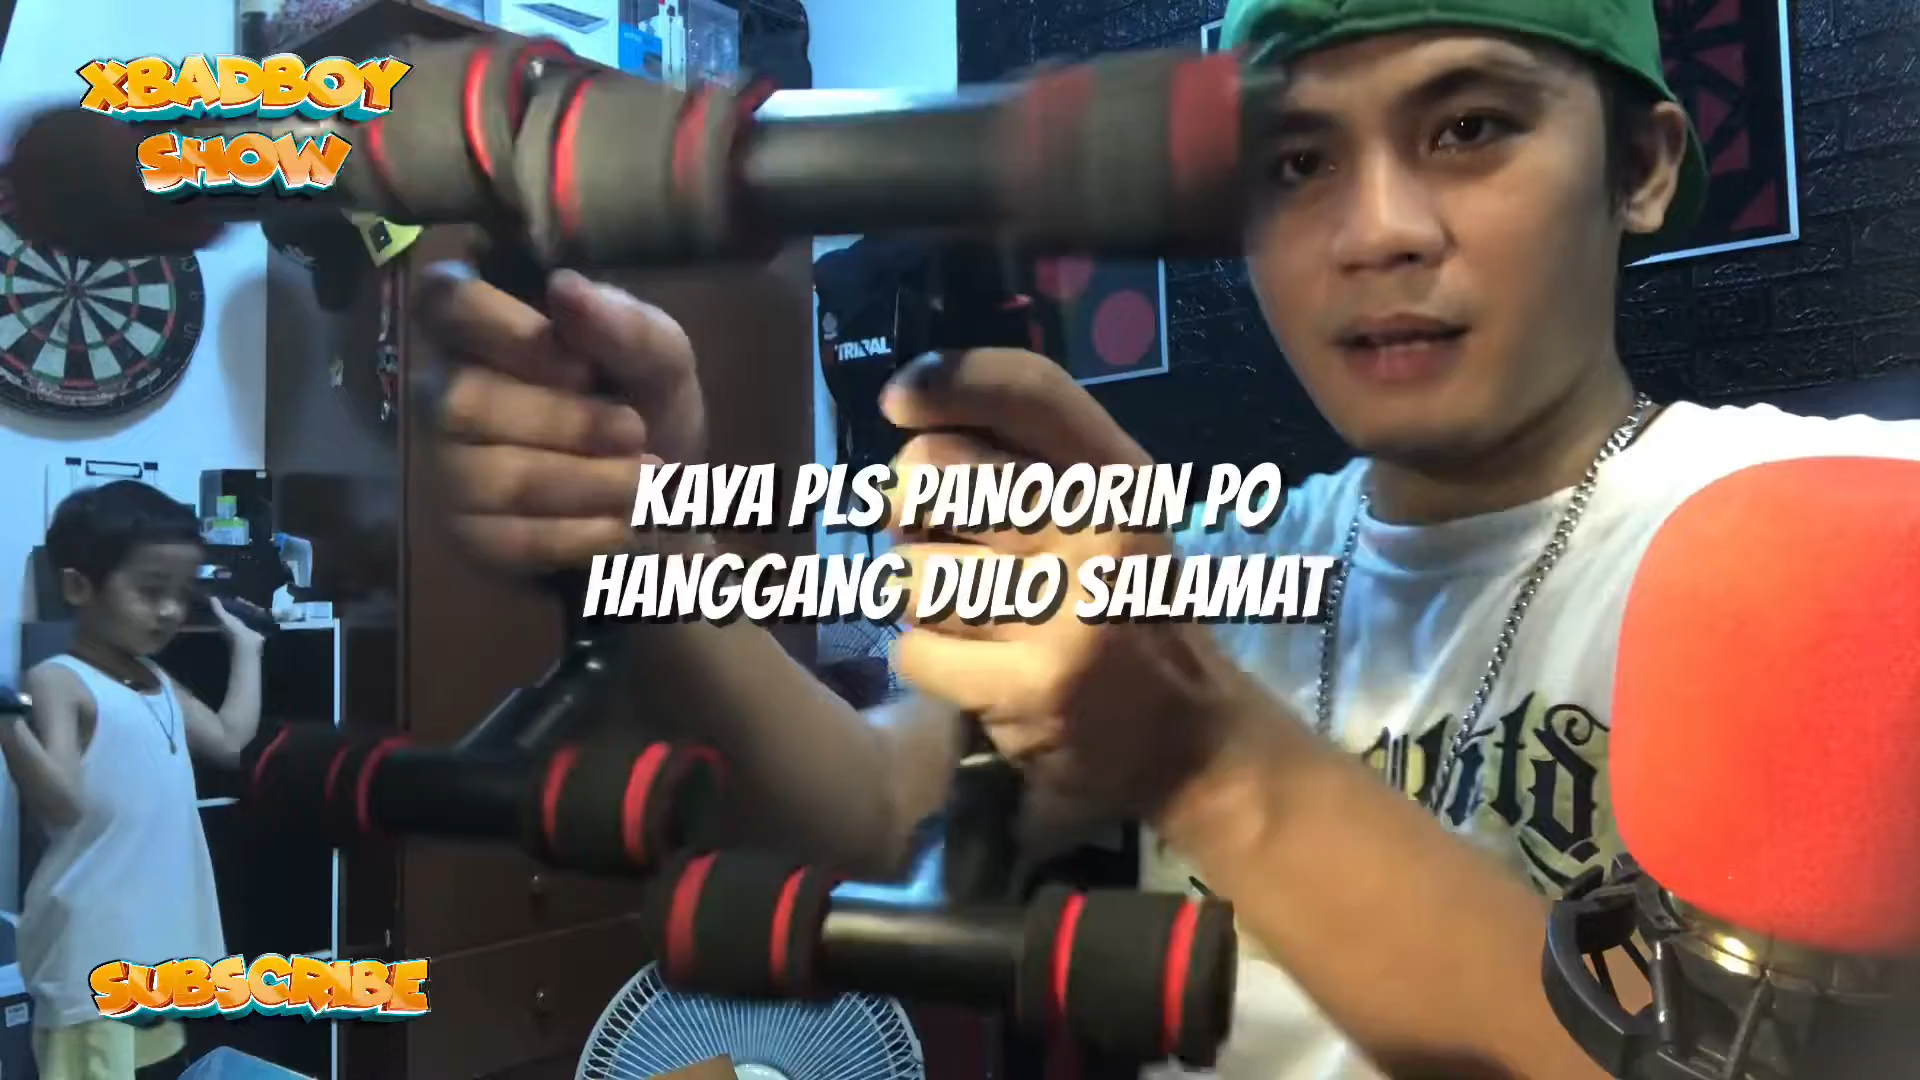 XBADBOY
SHOW
TRIBAL
KAYA PLS PANOORIN PO
HANGGANG DULO SALAMAT
SUBSCRIBE